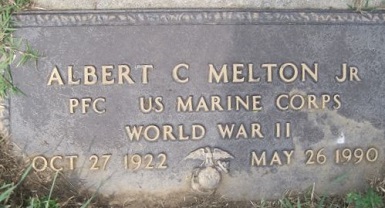 ALBERT C MELTON JR
PFC US MARINE CORPS
WORLD WAR II
OCT 27 1922 MAY 26 1990